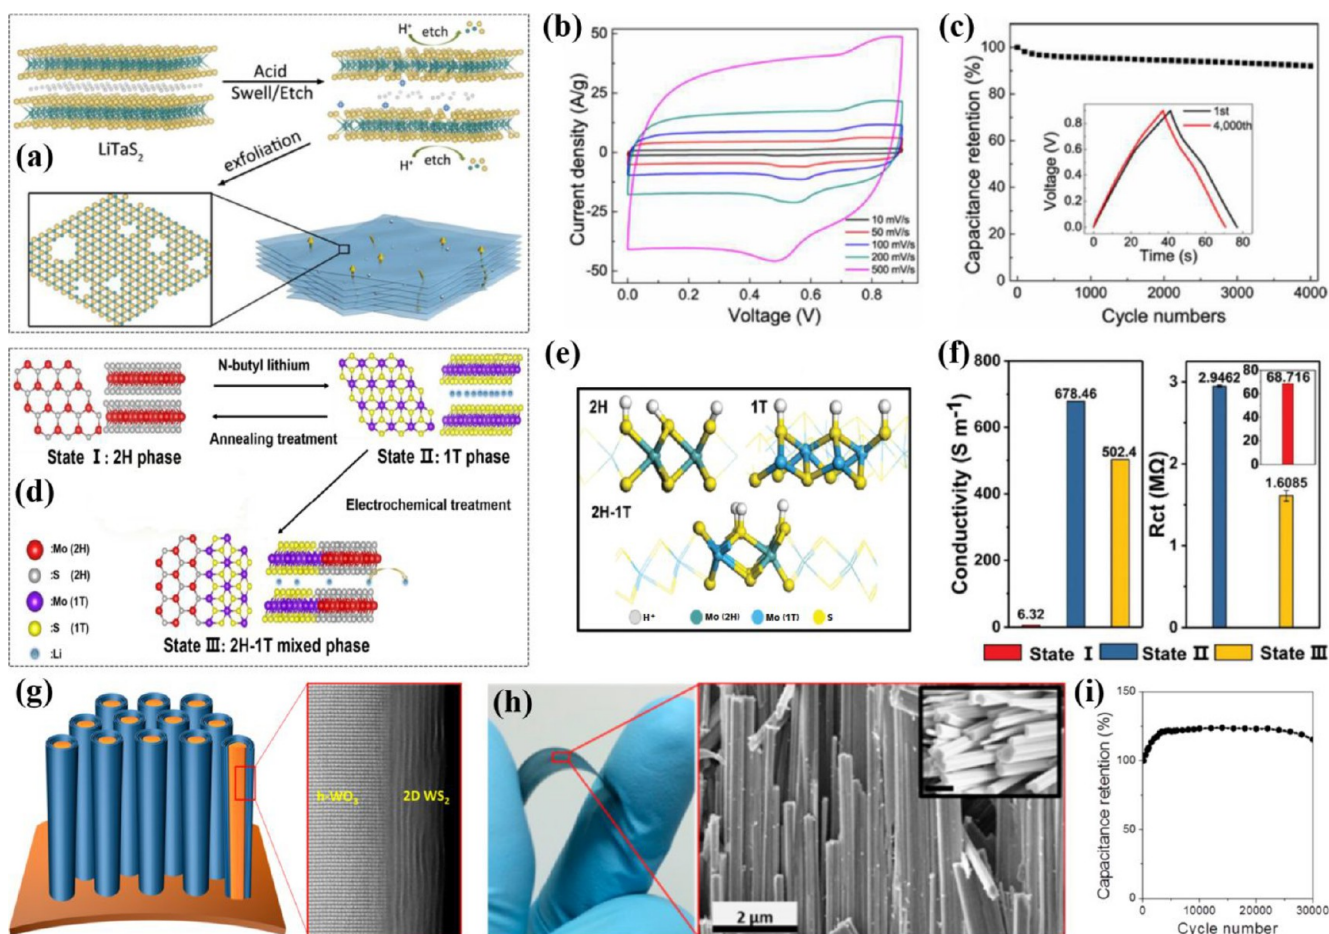 (a)
LiTaS2
Acid
Swell/Etch
H+
etch
H+
etch
exfoliation
(b)
Current density (A/g)
50
25
0
-25
-50
0.0 0.2 0.4 0.6 0.8
Voltage (V)
10 mV/s
50 mV/s
100 mV/s
200 mV/s
500 mV/s
(c)
Capacitance retention (%)
100
80
60
40
20
0
0 1000 2000 3000 4000
Cycle numbers
Voltage (V)
0.8
0.4
0.0
0 20 40 60 80
Time (s)
1st
4,000th
(d)
N-butyl lithium
Annealing treatment
State Ⅰ: 2H phase
State Ⅱ: 1T phase
Electrochemical treatment
:Mo (2H)
:S (2H)
:Mo (1T)
:S (1T)
:Li
State Ⅲ: 2H-1T mixed phase
(e)
2H
1T
2H-1T
H+
Mo (2H)
Mo (1T)
S
(f)
Conductivity (S m-1)
800
600
400
200
0
6.32
678.46
502.4
Rct (MΩ)
3
2
1
0
2.9462
1.6085
80
60
40
20
0
68.716
State Ⅰ
State Ⅱ
State Ⅲ
(g)
h-WO3
2D WS2
(h)
2 μm
(i)
Capacitance retention (%)
150
100
50
0
0 10000 20000 30000
Cycle number